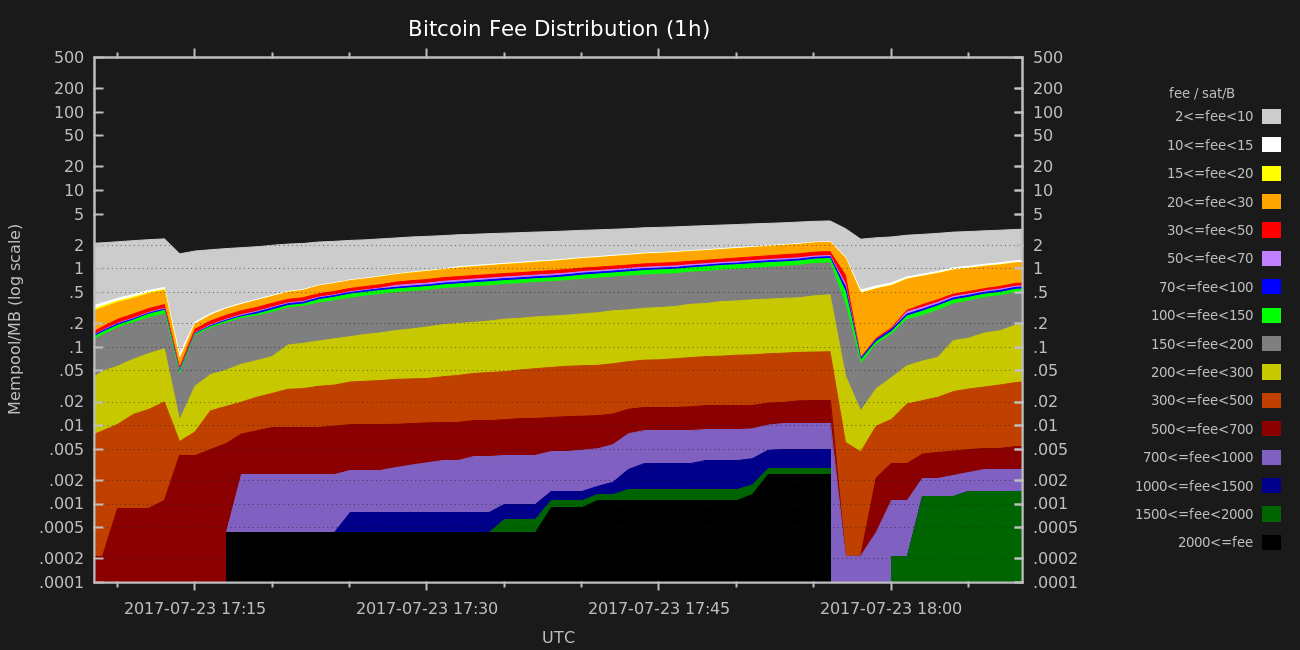 Bitcoin Fee Distribution (1h)
Mempool/MB (log scale)
500
200
100
50
20
10
5
2
1
.5
.2
.1
.05
.02
.01
.005
.002
.001
.0005
.0002
.0001
500
200
100
50
20
10
5
2
1
.5
.2
.1
.05
.02
.01
.005
.002
.001
.0005
.0002
.0001
2017-07-23 17:15
2017-07-23 17:30
2017-07-23 17:45
2017-07-23 18:00
UTC
fee / sat/B
2<=fee<10
10<=fee<15
15<=fee<20
20<=fee<30
30<=fee<50
50<=fee<70
70<=fee<100
100<=fee<150
150<=fee<200
200<=fee<300
300<=fee<500
500<=fee<700
700<=fee<1000
1000<=fee<1500
1500<=fee<2000
2000<=fee